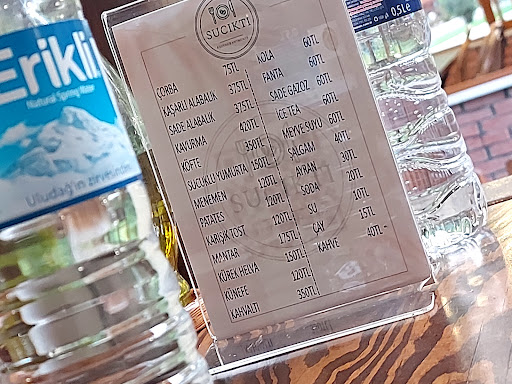 Erikli
Natural Spring Water
Uludağ'ın zirvesinden
0.5L e
SUCIKTI
ÇORBA 75TL
KAŞARLI ALABALIK 375TL
SADE ALABALIK 375TL
KAVURMA 420TL
KÖFTE 350TL
SUCUKLU YUMURTA 150TL
MENEMEN 120TL
PATATES 120TL
KARIŞIK TOST 120TL
MANTAR 175TL
KÜREK HELVA 150TL
KÜNEFE 120TL
KAHVALTI 350TL
KOLA 60TL
FANTA 60TL
SADE GAZOZ 60TL
ICE TEA 60TL
MEYVE SUYU 60TL
ŞALGAM 40TL
AYRAN 30TL
SODA 20TL
SU 10TL
ÇAY 15TL
KAHVE 40TL